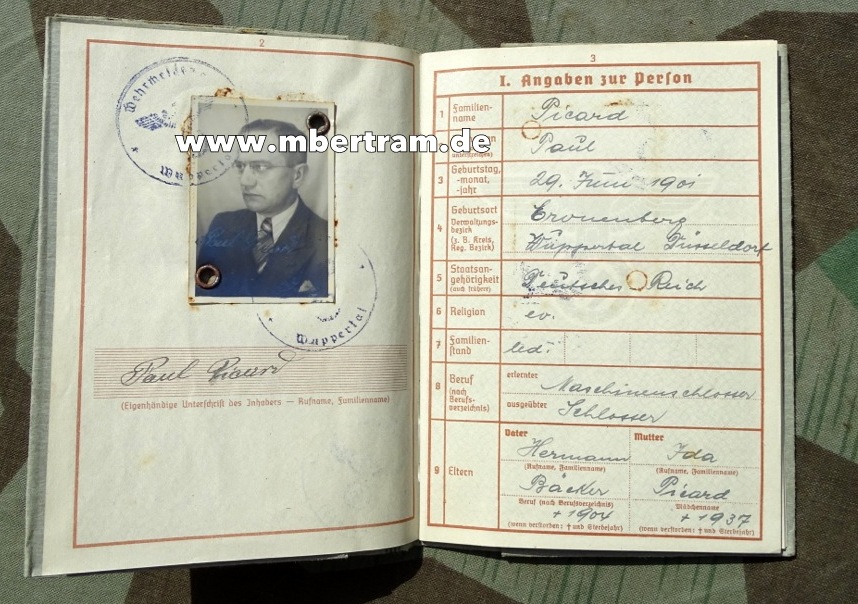 2
Wehrmelde
Wuppertal
www.mbertram.de
Wuppertal
Paul Picard
(Eigenhändige Unterschrift des Inhabers — Rufname, Familienname)
3
I. Angaben zur Person
1 Familien-
name
Picard
Paul
unterstreichen)
3 Geburtstag,
-monat,
-jahr
29. Juni 1901
4 Geburtsort
Verwaltungs-
bezirk
(z. B. Kreis,
Reg. Bezirk)
Cronenberg
Wuppertal Düsseldorf
5 Staatsan-
gehörigkeit
(auch frühere)
Deutsches Reich
6 Religion
ev.
7 Familien-
stand
led.
8 Beruf
(nach
Berufs-
verzeichnis)
erlernter
Maschinenschlosser
ausgeübter
Schlosser
9 Eltern
Vater
Hermann
(Rufname, Familienname)
Bäcker
Beruf (nach Berufsverzeichnis)
+ 1904
(wenn verstorben: † und Sterbejahr)
Mutter
Ida
(Rufname, Familienname)
Picard
Mädchenname
+ 1937
(wenn verstorben: † und Sterbejahr)